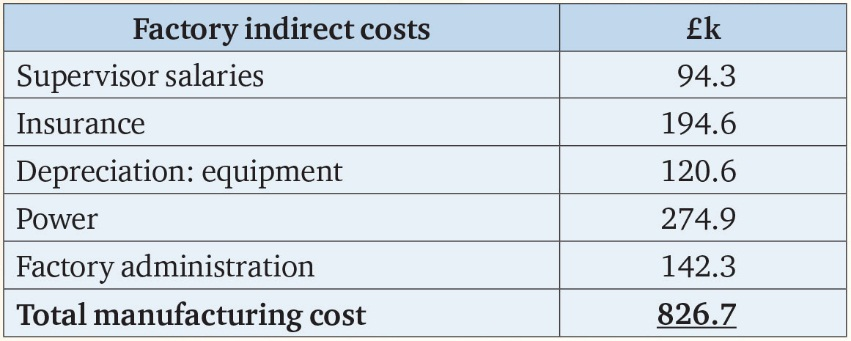 Factory indirect costs £k
Supervisor salaries 94.3
Insurance 194.6
Depreciation: equipment 120.6
Power 274.9
Factory administration 142.3
Total manufacturing cost 826.7